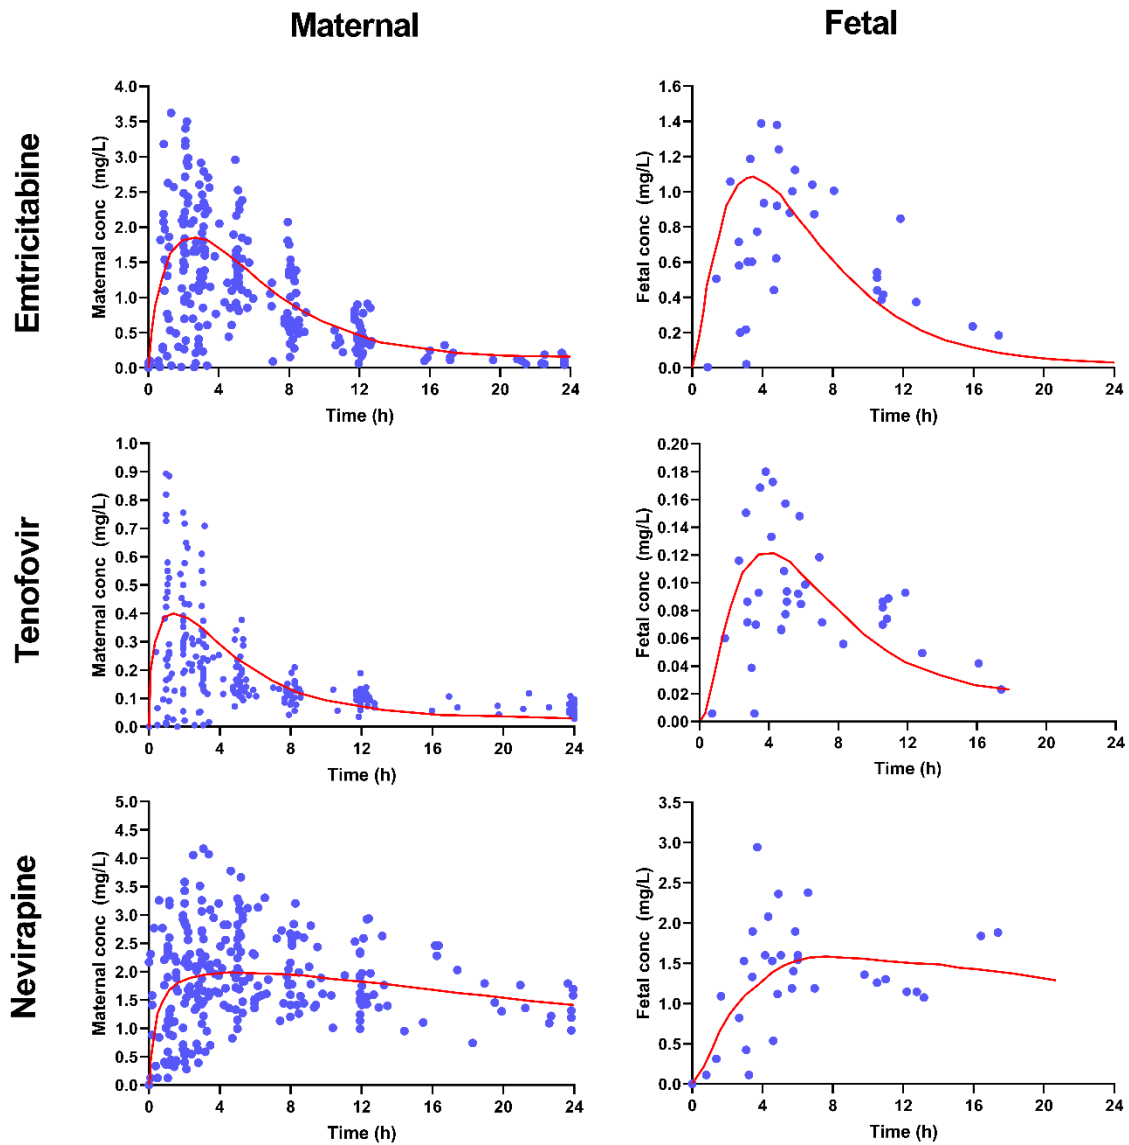 Maternal
Fetal
Emtricitabine
Maternal conc (mg/L)
4.0
3.5
3.0
2.5
2.0
1.5
1.0
0.5
0.0
0 4 8 12 16 20 24
Time (h)
Fetal conc (mg/L)
1.6
1.4
1.2
1.0
0.8
0.6
0.4
0.2
0.0
0 4 8 12 16 20 24
Time (h)
Tenofovir
Maternal conc (mg/L)
1.0
0.9
0.8
0.7
0.6
0.5
0.4
0.3
0.2
0.1
0.0
0 4 8 12 16 20 24
Time (h)
Fetal conc (mg/L)
0.20
0.18
0.16
0.14
0.12
0.10
0.08
0.06
0.04
0.02
0.00
0 4 8 12 16 20 24
Time (h)
Nevirapine
Maternal conc (mg/L)
5.0
4.5
4.0
3.5
3.0
2.5
2.0
1.5
1.0
0.5
0.0
0 4 8 12 16 20 24
Time (h)
Fetal conc (mg/L)
3.5
3.0
2.5
2.0
1.5
1.0
0.5
0.0
0 4 8 12 16 20 24
Time (h)